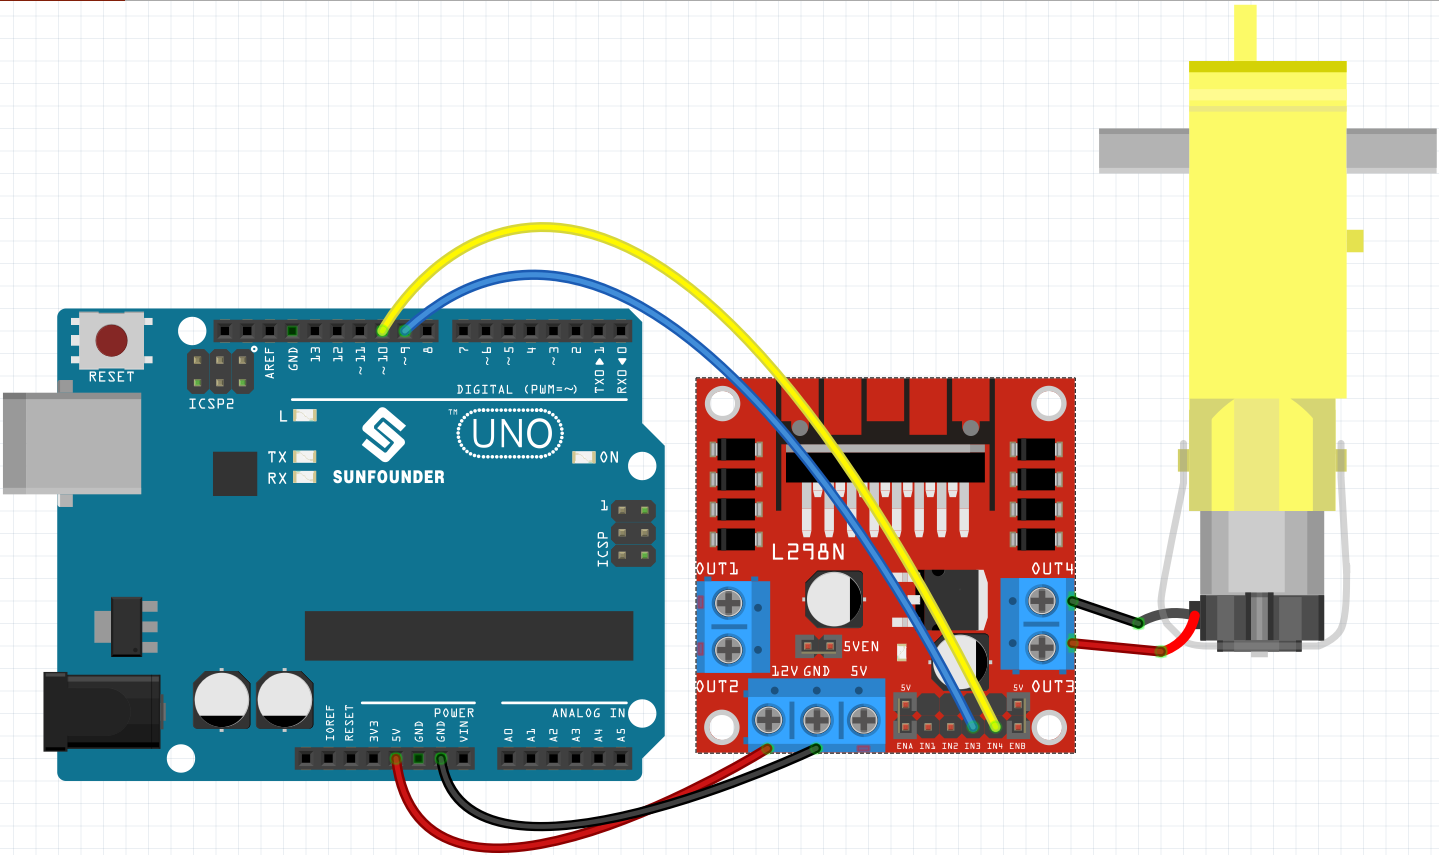 RESET
ICSP2
AREF
GND
13
12
~11
~10
~9
8
7
~6
~5
4
~3
2
TX0▶1
RX0◀0
DIGITAL (PWM=~)
L
TX
RX
SUNFOUNDER
™
UNO
ON
1
ICSP
IOREF
RESET
3V3
5V
GND
GND
VIN
POWER
A0
A1
A2
A3
A4
A5
ANALOG IN
L298N
OUT1
OUT4
5VEN
12V GND 5V
OUT2
OUT3
5V
5V
ENA IN1 IN2 IN3 IN4 ENB